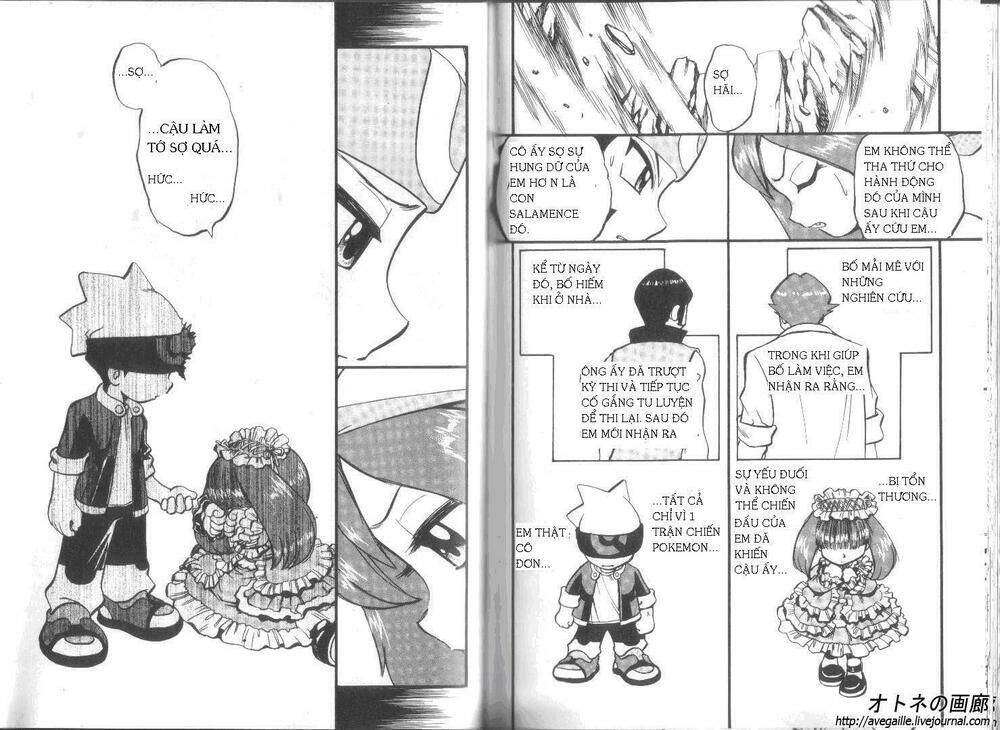 SỢ
HÃI...
EM KHÔNG THỂ
THA THỨ CHO
HÀNH ĐỘNG
ĐÓ CỦA MÌNH
SAU KHI CẬU
ẤY CỨU EM...
CÔ ẤY SỢ SỰ
HUNG DỮ CỦA
EM HƠ N LÀ
CON
SALAMENCE
ĐÓ.
BỐ MẢI MÊ VỚI
NHỮNG
NGHIÊN CỨU...
TRONG KHI GIÚP
BỐ LÀM VIỆC, EM
NHẬN RA RẰNG...
KỂ TỪ NGÀY
ĐÓ, BỐ HIẾM
KHI Ở NHÀ...
ÔNG ẤY ĐÃ TRƯỢT
KỲ THI VÀ TIẾP TỤC
CỐ GẮNG TU LUYỆN
ĐỂ THI LẠI. SAU ĐÓ
EM MỚI NHẬN RA
...BỊ TỔN
THƯƠNG...
SỰ YẾU ĐUỐI
VÀ KHÔNG
THỂ CHIẾN
ĐẤU CỦA
EM ĐÃ
KHIẾN
CẬU ẤY...
...TẤT CẢ
CHỈ VÌ 1
TRẬN CHIẾN
POKEMON...
EM THẬT
CÔ
ĐƠN...
...SỢ...
...CẬU LÀM
TỚ SỢ QUÁ...
HỨC...
HỨC...
オトネの画廊
http://avegaille.livejournal.com/